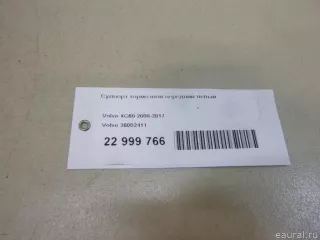 Суппорт тормозной передний левый
Volvo XC60 2008-2017
Volvo 36002411
22 999 766
© eaural.ru